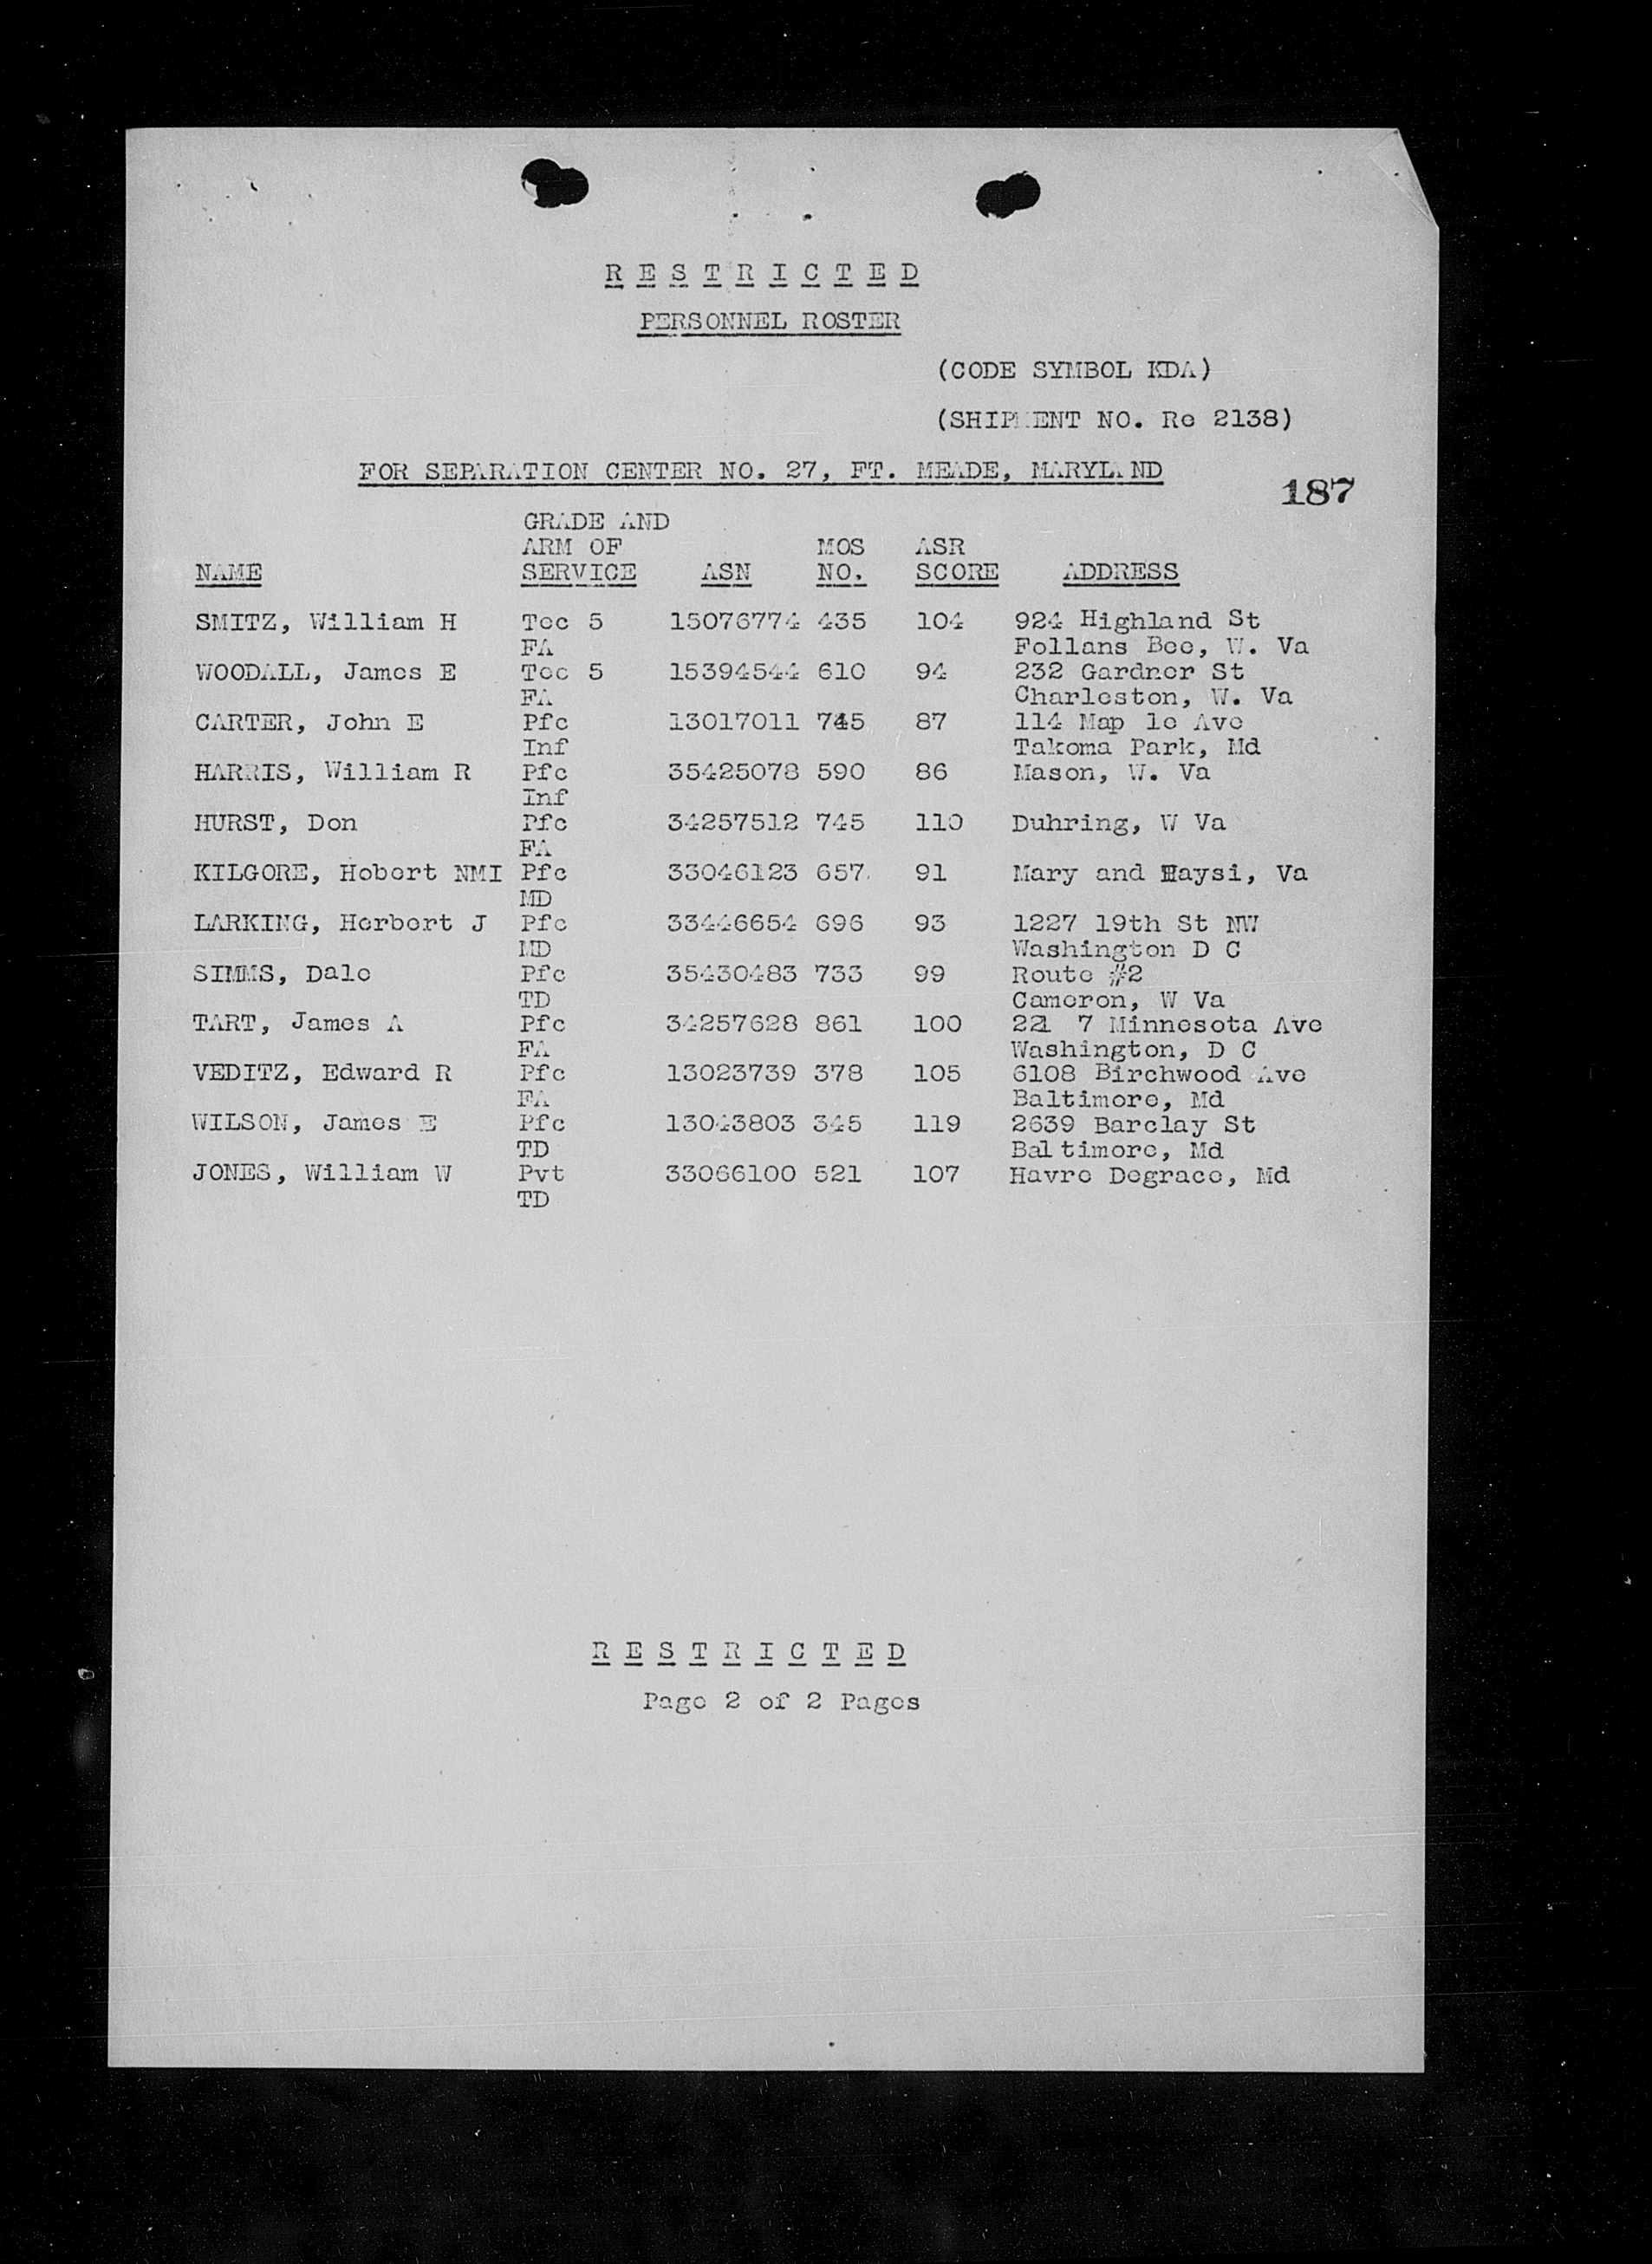 R E S T R I C T E D
PERSONNEL ROSTER
(CODE SYMBOL KDA)
(SHIPMENT NO. Re 2138)
FOR SEPARATION CENTER NO. 27, FT. MEADE, MARYLAND
187
GRADE AND
ARM OF MOS ASR
NAME SERVICE ASN NO. SCORE ADDRESS
SMITZ, William H Tec 5 15076774 435 104 924 Highland St
FA Follans Bee, W. Va
WOODALL, James E Tec 5 15394544 610 94 232 Gardner St
FA Charleston, W. Va
CARTER, John E Pfc 13017011 745 87 114 Map le Ave
Inf Takoma Park, Md
HARRIS, William R Pfc 35425078 590 86 Mason, W. Va
Inf
HURST, Don Pfc 34257512 745 110 Duhring, W Va
FA
KILGORE, Hobert NMI Pfc 33046123 657 91 Mary and Haysi, Va
MD
LARKING, Herbert J Pfc 33446654 696 93 1227 19th St NW
MD Washington D C
SIMMS, Dale Pfc 35430483 733 99 Route #2
TD Cameron, W Va
TART, James A Pfc 34257628 861 100 221 7 Minnesota Ave
FA Washington, D C
VEDITZ, Edward R Pfc 13023739 378 105 6108 Birchwood Ave
FA Baltimore, Md
WILSON, James E Pfc 13043803 345 119 2639 Barclay St
TD Baltimore, Md
JONES, William W Pvt 33066100 521 107 Havre Degrace, Md
TD
R E S T R I C T E D
Page 2 of 2 Pages